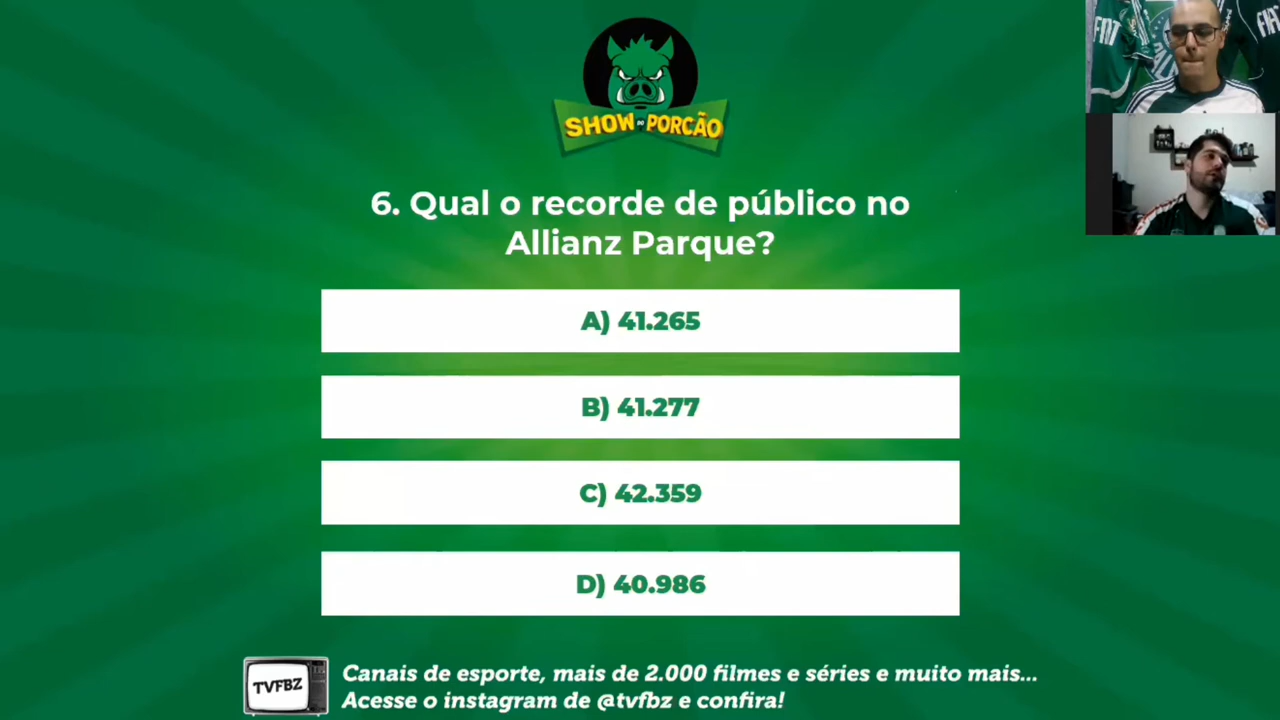 SHOW DO PORCÃO
6. Qual o recorde de público no
Allianz Parque?
A) 41.265
B) 41.277
C) 42.359
D) 40.986
TVFBZ
Canais de esporte, mais de 2.000 filmes e séries e muito mais...
Acesse o instagram de @tvfbz e confira!
FIAT